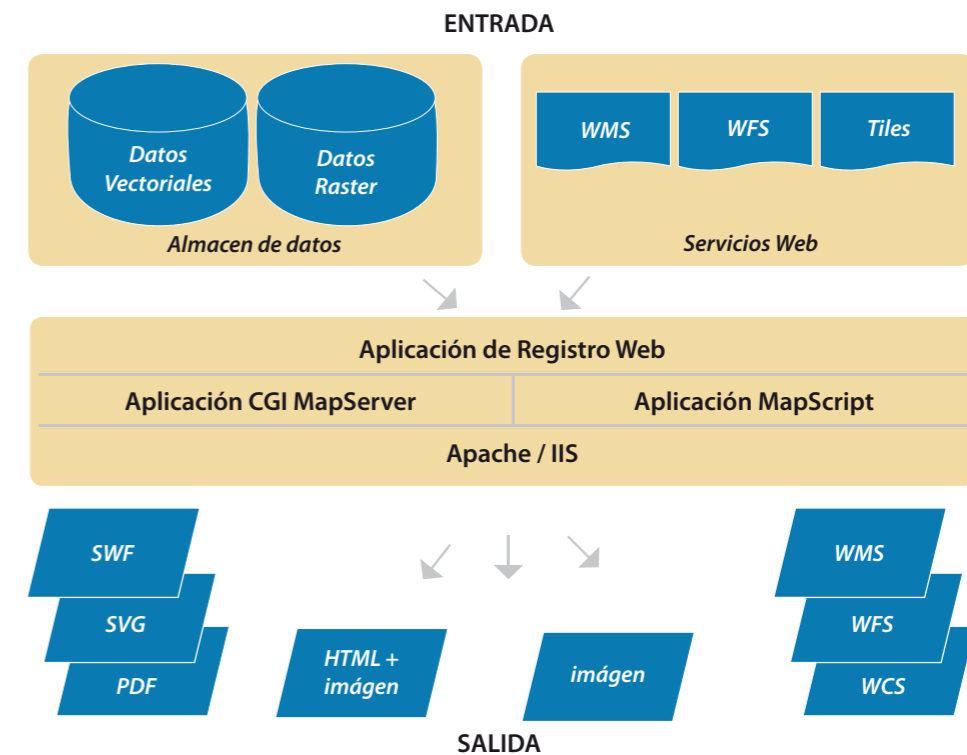 ENTRADA
Datos
Vectoriales
Datos
Raster
Almacen de datos
WMS
WFS
Tiles
Servicios Web
Aplicación de Registro Web
Aplicación CGI MapServer
Aplicación MapScript
Apache / IIS
SWF
SVG
PDF
HTML +
imágen
imágen
WMS
WFS
WCS
SALIDA